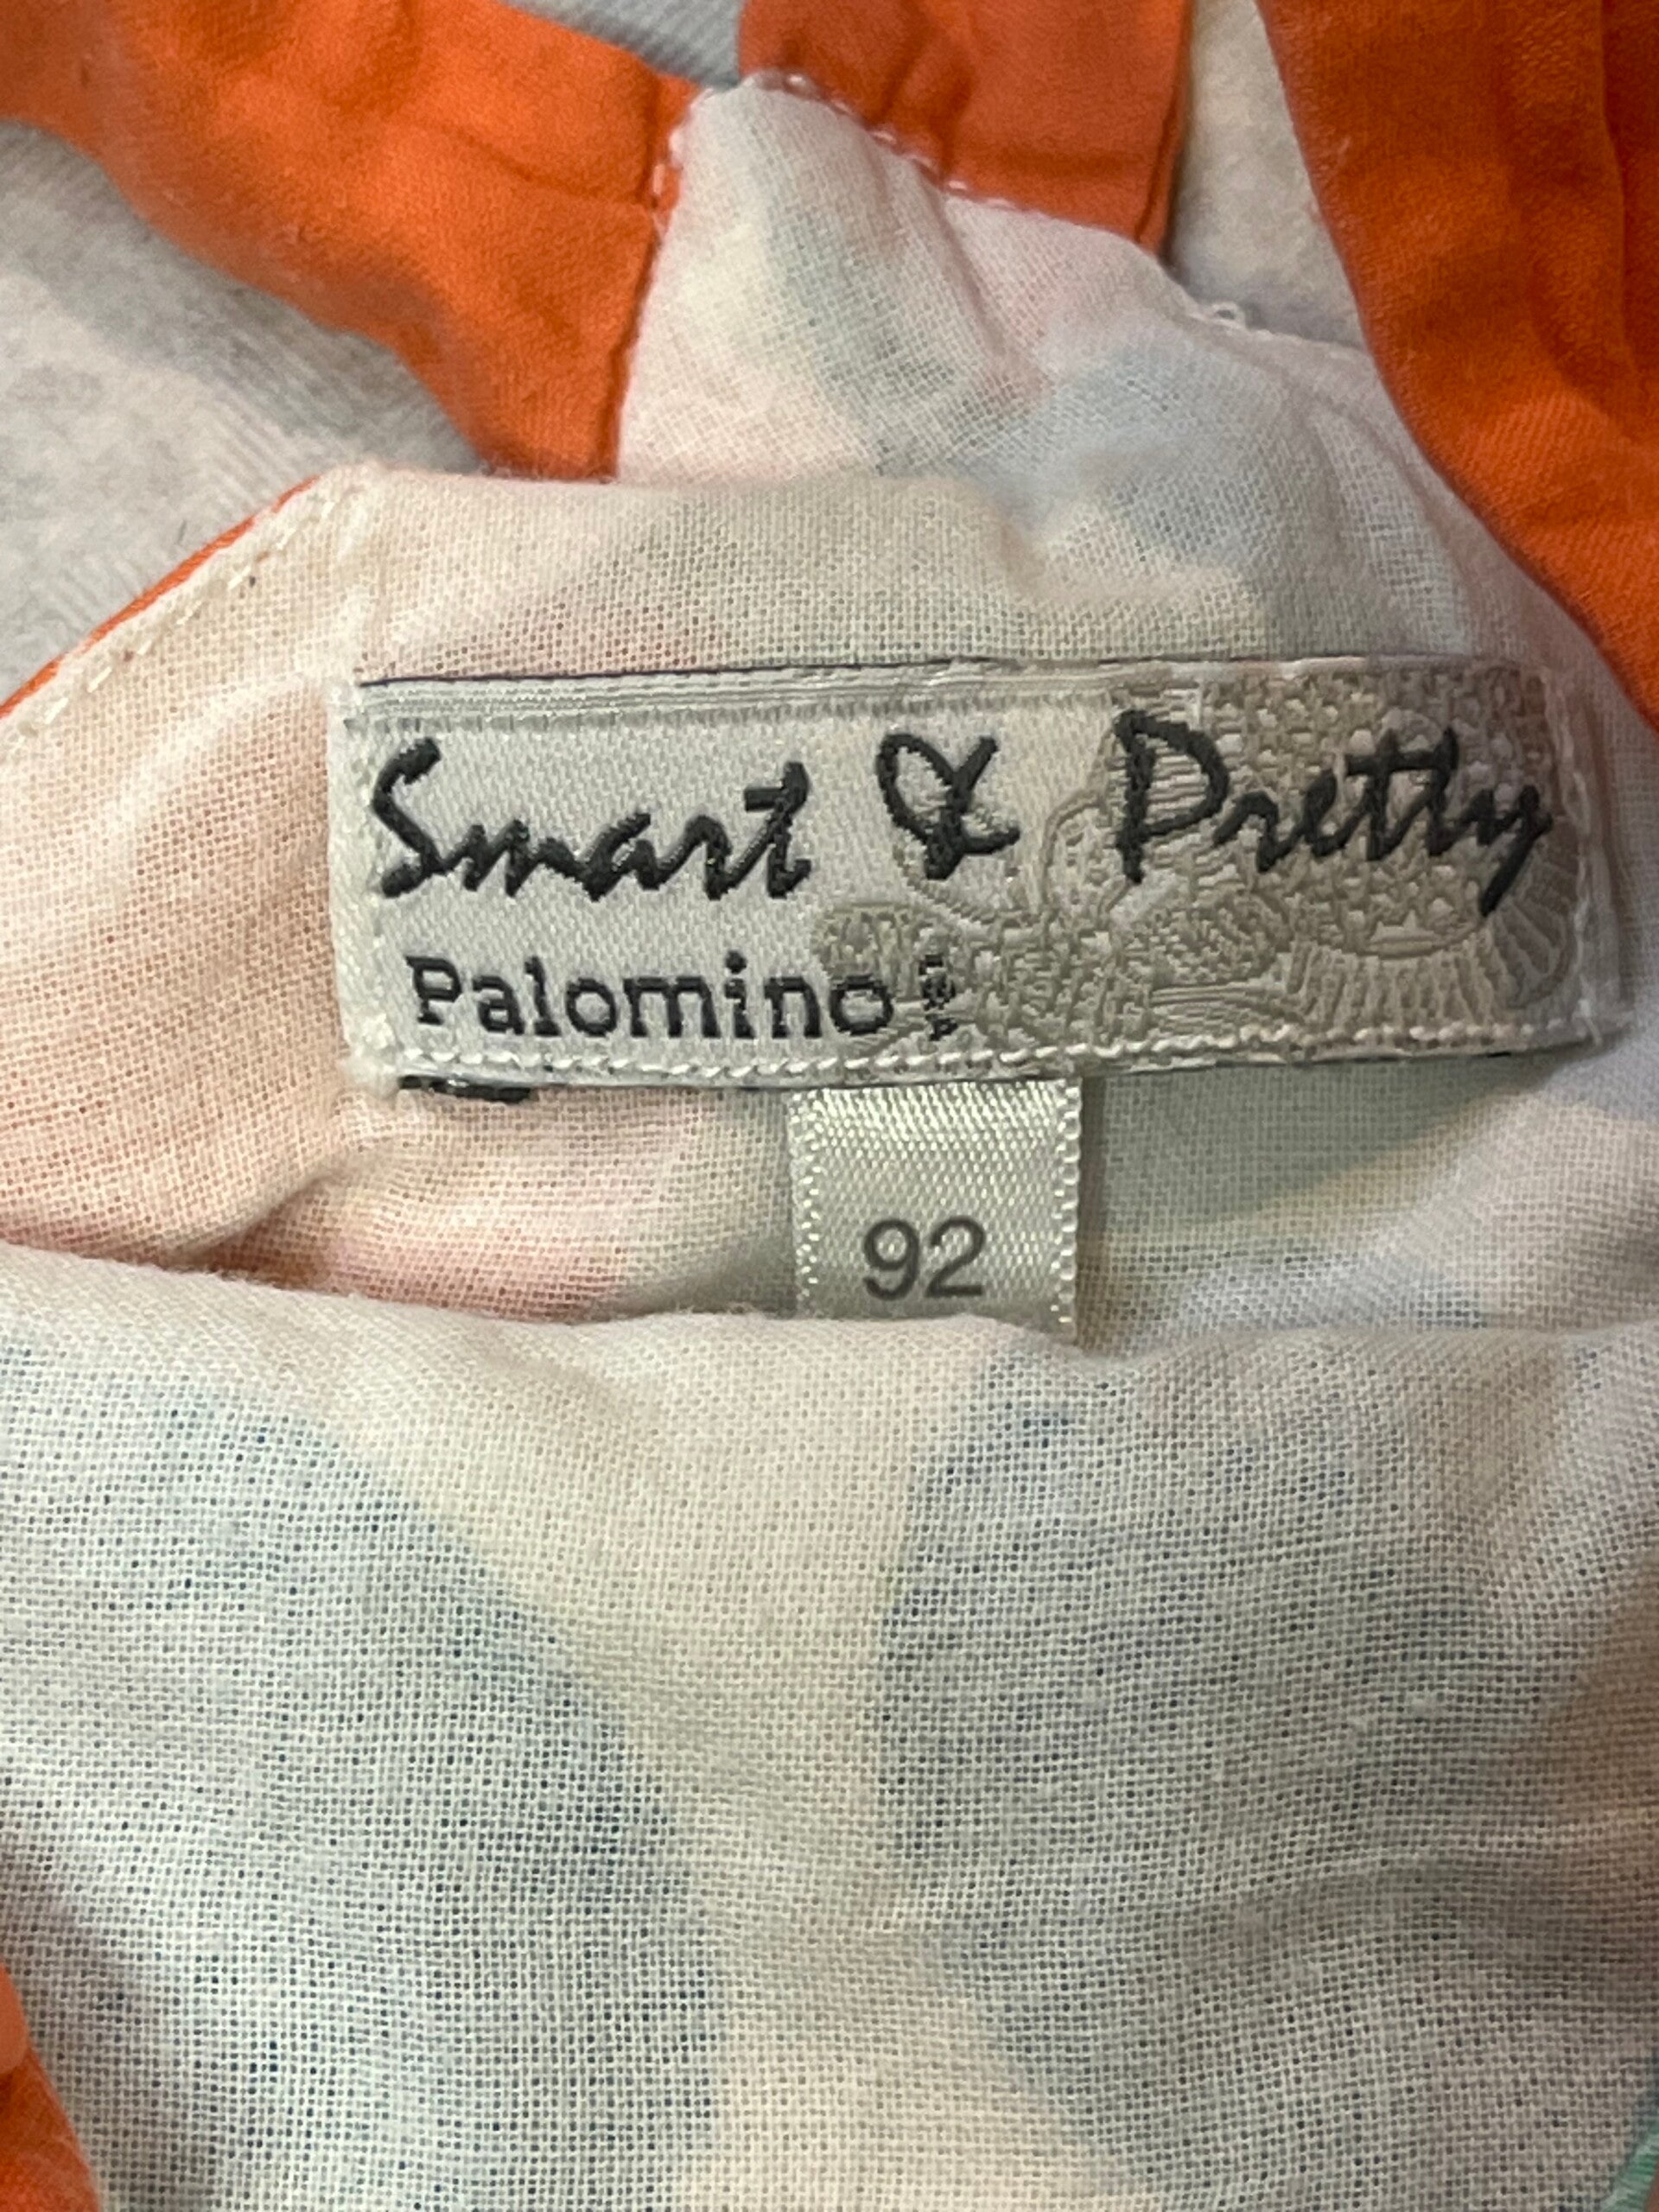 Smart & Pretty
Palomino
92